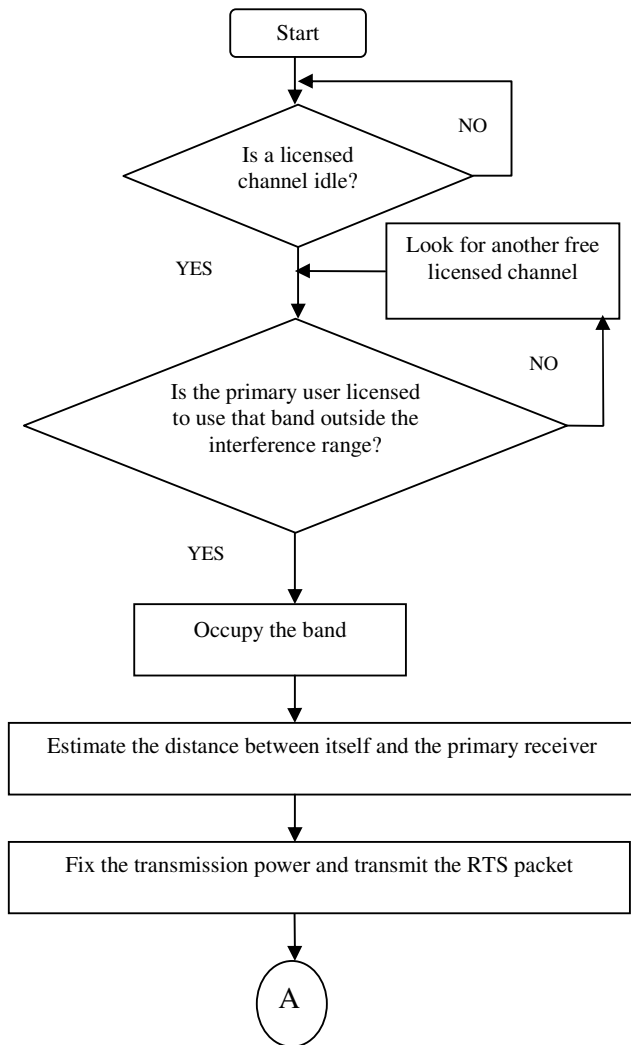 Start
NO
Is a licensed
channel idle?
YES
Look for another free
licensed channel
NO
Is the primary user licensed
to use that band outside the
interference range?
YES
Occupy the band
Estimate the distance between itself and the primary receiver
Fix the transmission power and transmit the RTS packet
A